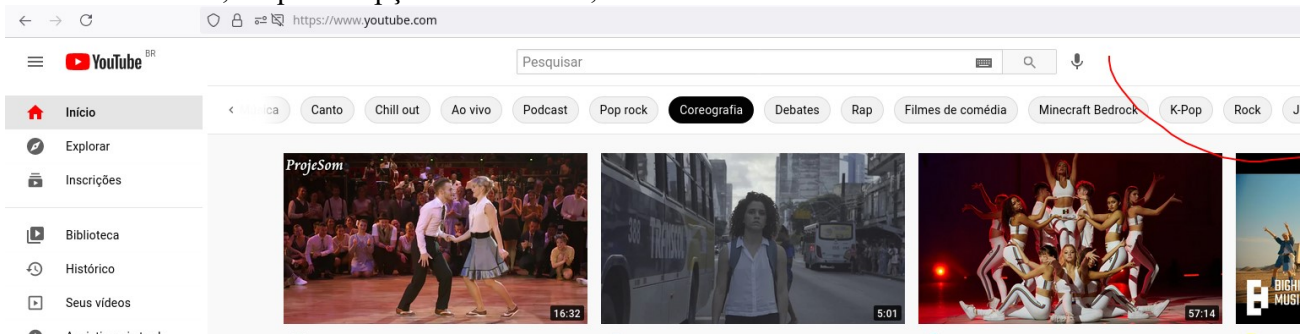 https://www.youtube.com
YouTube BR
Pesquisar
Início
Canto
Chill out
Ao vivo
Podcast
Pop rock
Coreografia
Debates
Rap
Filmes de comédia
Minecraft Bedrock
K-Pop
Rock
Explorar
Inscrições
ProjeSom
16:32
5:01
57:14
Biblioteca
Histórico
Seus vídeos